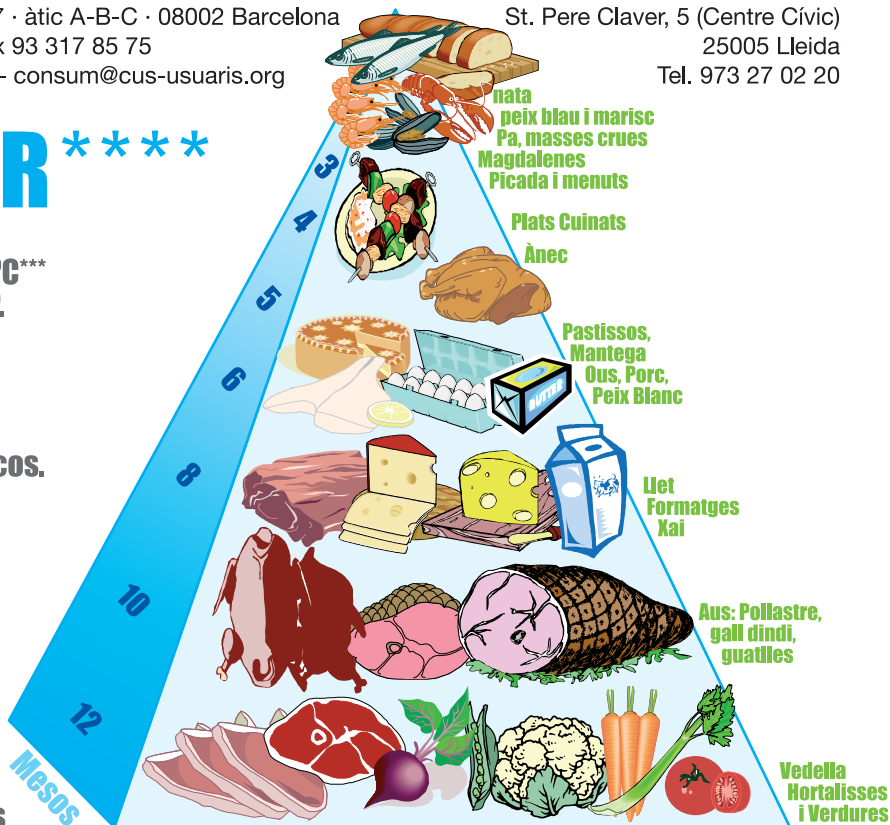 7 · àtic A-B-C · 08002 Barcelona
x 93 317 85 75
- consum@cus-usuaris.org
St. Pere Claver, 5 (Centre Cívic)
25005 Lleida
Tel. 973 27 02 20
R ****
PC***
cos.
s
3
4
5
6
8
10
12
Mesos
nata
peix blau i marisc
Pa, masses crues
Magdalenes
Picada i menuts
Plats Cuinats
Ànec
Pastissos,
Mantega
Ous, Porc,
Peix Blanc
BUTTER
Llet
Formatges
Xai
Aus: Pollastre,
gall dindi,
guatlles
Vedella
Hortalisses
i Verdures